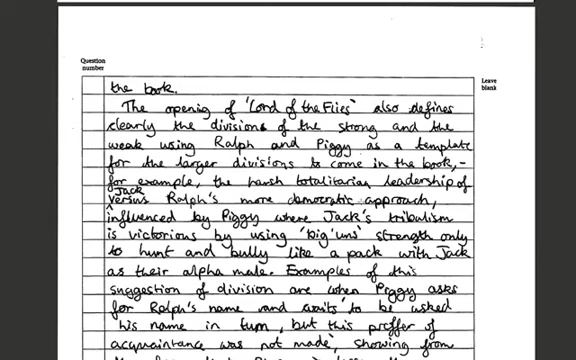 Question
number
Leave
blank
the book.
The opening of 'Lord of the Flies' also defines
clearly the divisions of the strong and the
weak using Ralph and Piggy as a template
for the larger divisions to come in the book,-
for example, the harsh totalitarian leadership of
Jack
versus Ralph's more democratic approach,
influenced by Piggy where Jack's tribalism
is victorious by using 'big'uns' strength only
to hunt and bully like a pack with Jack
as their alpha male. Examples of this
suggestion of division are when Piggy asks
for Ralph's name and waits 'to be asked
his name in turn, but this proffer of
acquaintance was not made', showing from